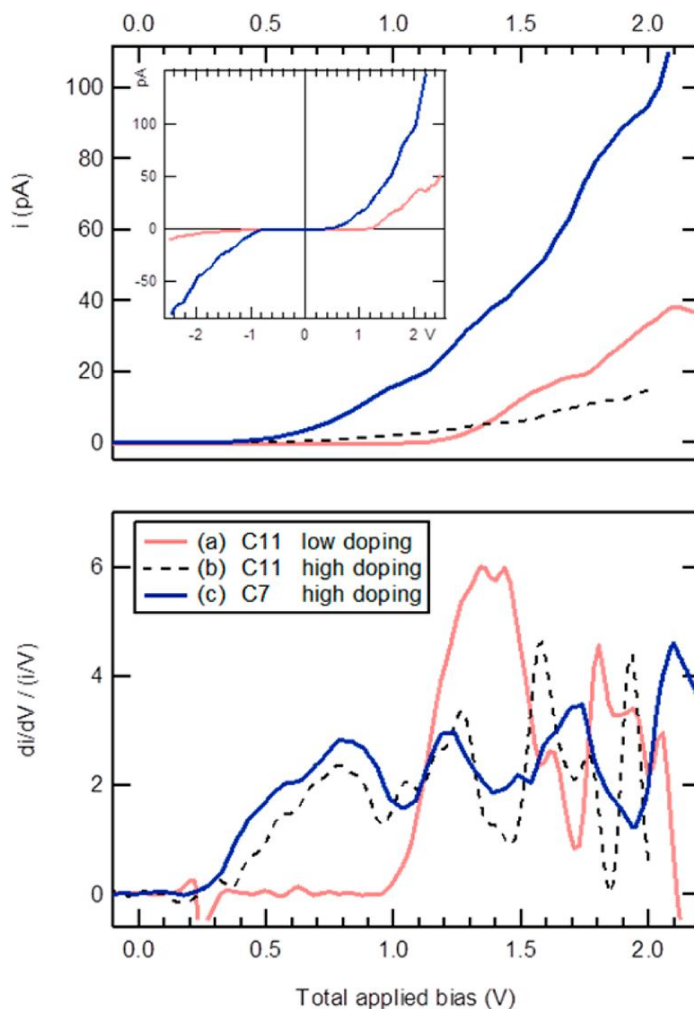 0.0 0.5 1.0 1.5 2.0
100
80
60
40
20
0
i (pA)
pA
100
50
0
-50
-2 -1 0 1 2 V
6
4
2
0
di/dV / (i/V)
(a) C11 low doping
(b) C11 high doping
(c) C7 high doping
0.0 0.5 1.0 1.5 2.0
Total applied bias (V)